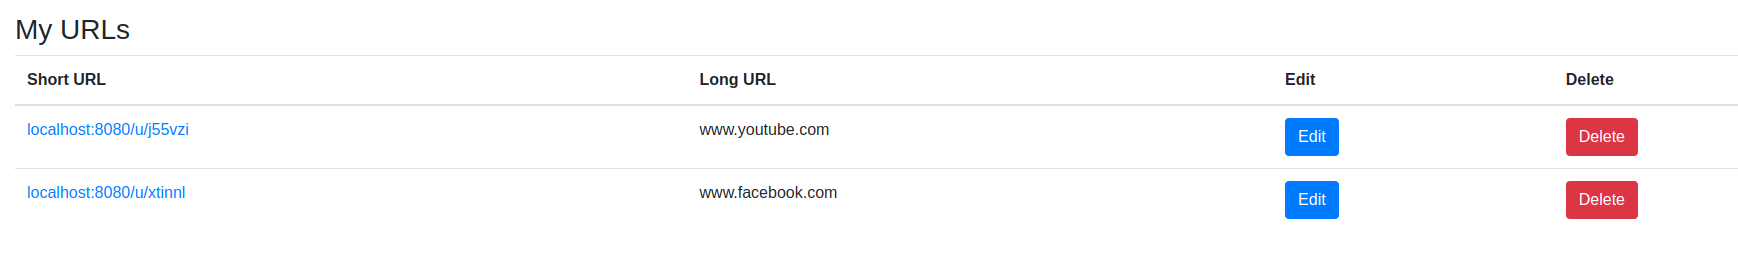 My URLs
Short URL Long URL Edit Delete
localhost:8080/u/j55vzi www.youtube.com Edit Delete
localhost:8080/u/xtinnl www.facebook.com Edit Delete